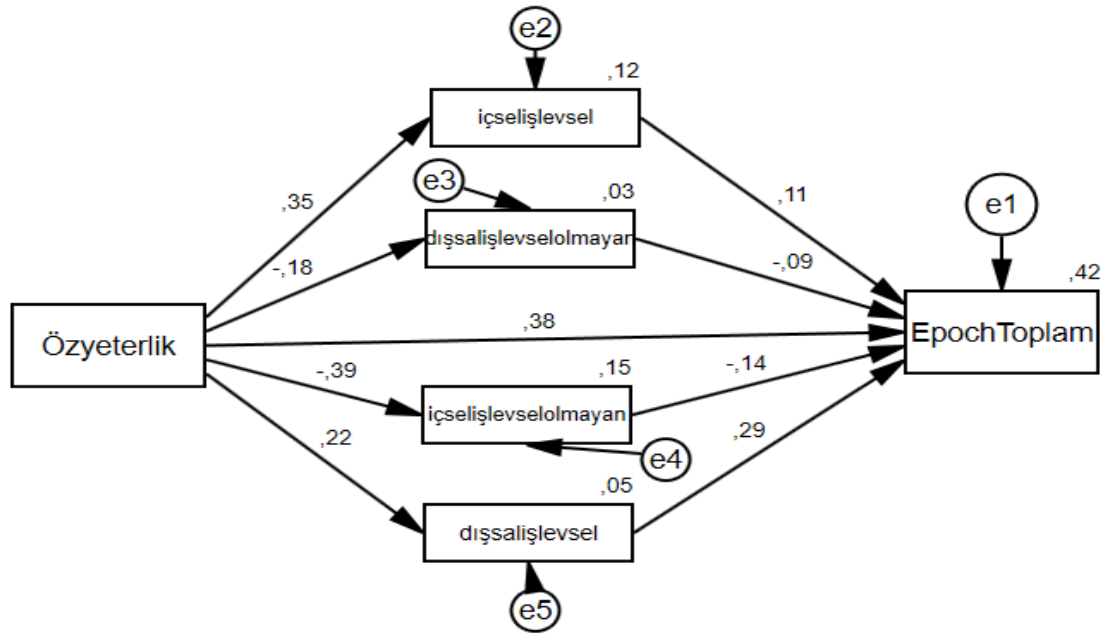 e2
,12
içselişlevsel
e3
,03
,35
,11
e1
dışsalişlevselolmayan
-,18
-,09
,42
Özyeterlik
,38
EpochToplam
-,39
,15
-,14
içselişlevselolmayan
,22
,29
e4
,05
dışsalişlevsel
e5